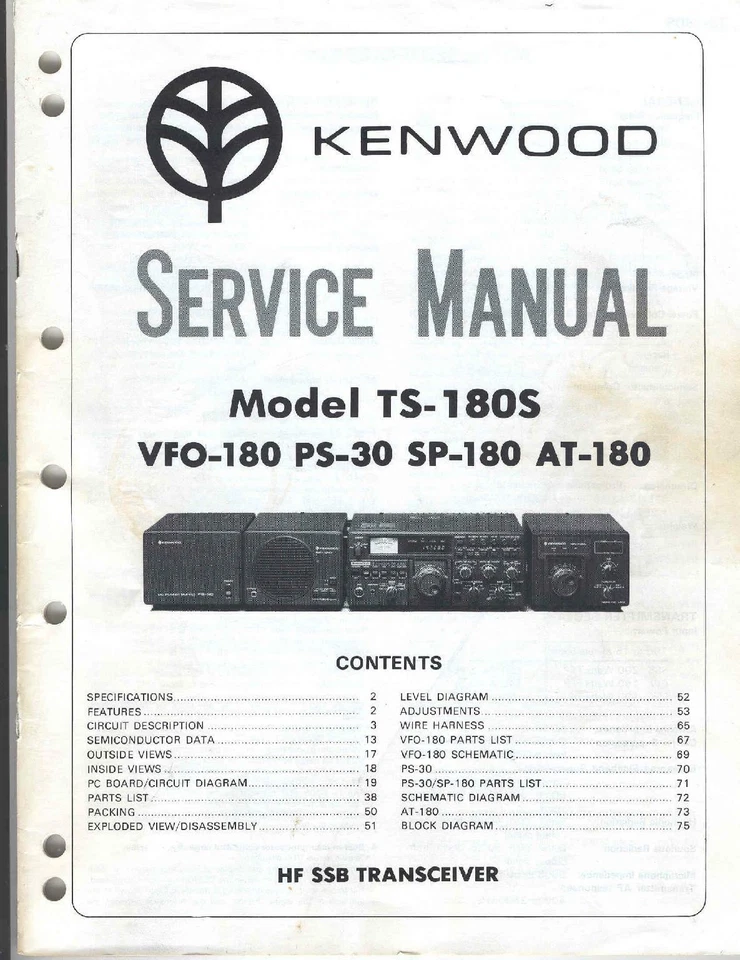 KENWOOD
SERVICE MANUAL
Model TS-180S
VFO-180 PS-30 SP-180 AT-180
KENWOOD
CONTENTS
SPECIFICATIONS 2
FEATURES 2
CIRCUIT DESCRIPTION 3
SEMICONDUCTOR DATA 13
OUTSIDE VIEWS 17
INSIDE VIEWS 18
PC BOARD/CIRCUIT DIAGRAM 19
PARTS LIST 38
PACKING 50
EXPLODED VIEW/DISASSEMBLY 51
LEVEL DIAGRAM 52
ADJUSTMENTS 53
WIRE HARNESS 65
VFO-180 PARTS LIST 67
VFO-180 SCHEMATIC 69
PS-30 70
PS-30/SP-180 PARTS LIST 71
SCHEMATIC DIAGRAM 72
AT-180 73
BLOCK DIAGRAM 75
HF SSB TRANSCEIVER